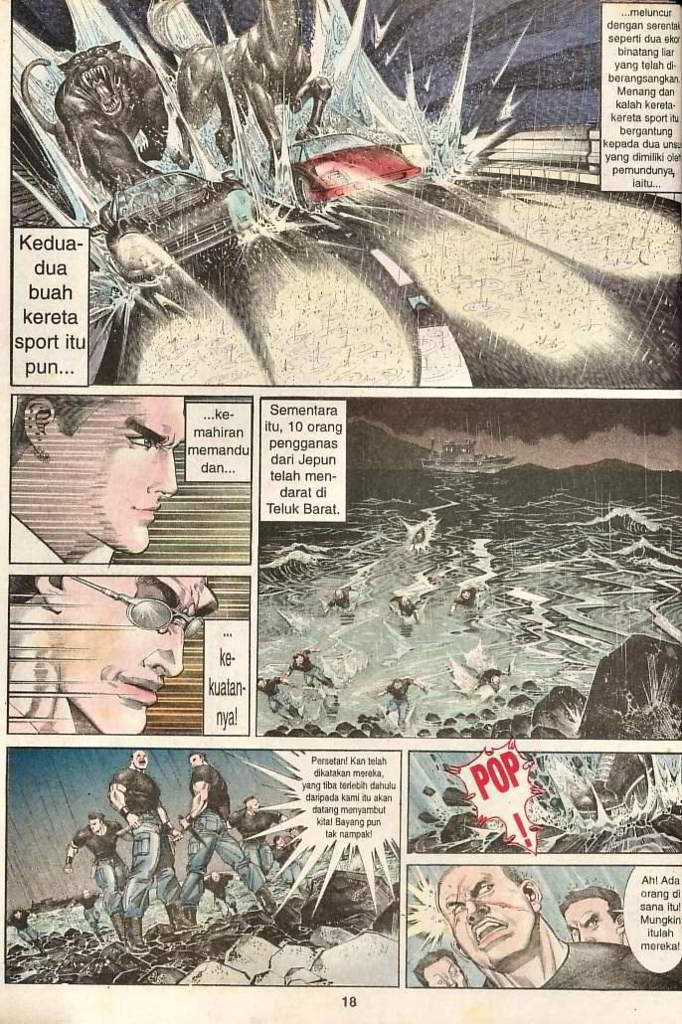 Kedua-
dua
buah
kereta
sport itu
pun...
...meluncur
dengan serentak
seperti dua ekor
binatang liar
yang telah di-
berangsangkan.
Menang dan
kalah kereta-
kereta sport itu
bergantung
kepada dua unsur
yang dimiliki oleh
pemundunya,
iaitu...
...ke-
mahiran
memandu
dan...
...
ke-
kuatan-
nya!
Sementara
itu, 10 orang
pengganas
dari Jepun
telah men-
darat di
Teluk Barat.
Persetan! Kan telah
dikatakan mereka,
yang tiba terlebih dahulu
daripada kami itu akan
datang menyambut
kita! Bayang pun
tak nampak!
POP
!
Ah! Ada
orang di
sana itu!
Mungkin
itulah
mereka!
18